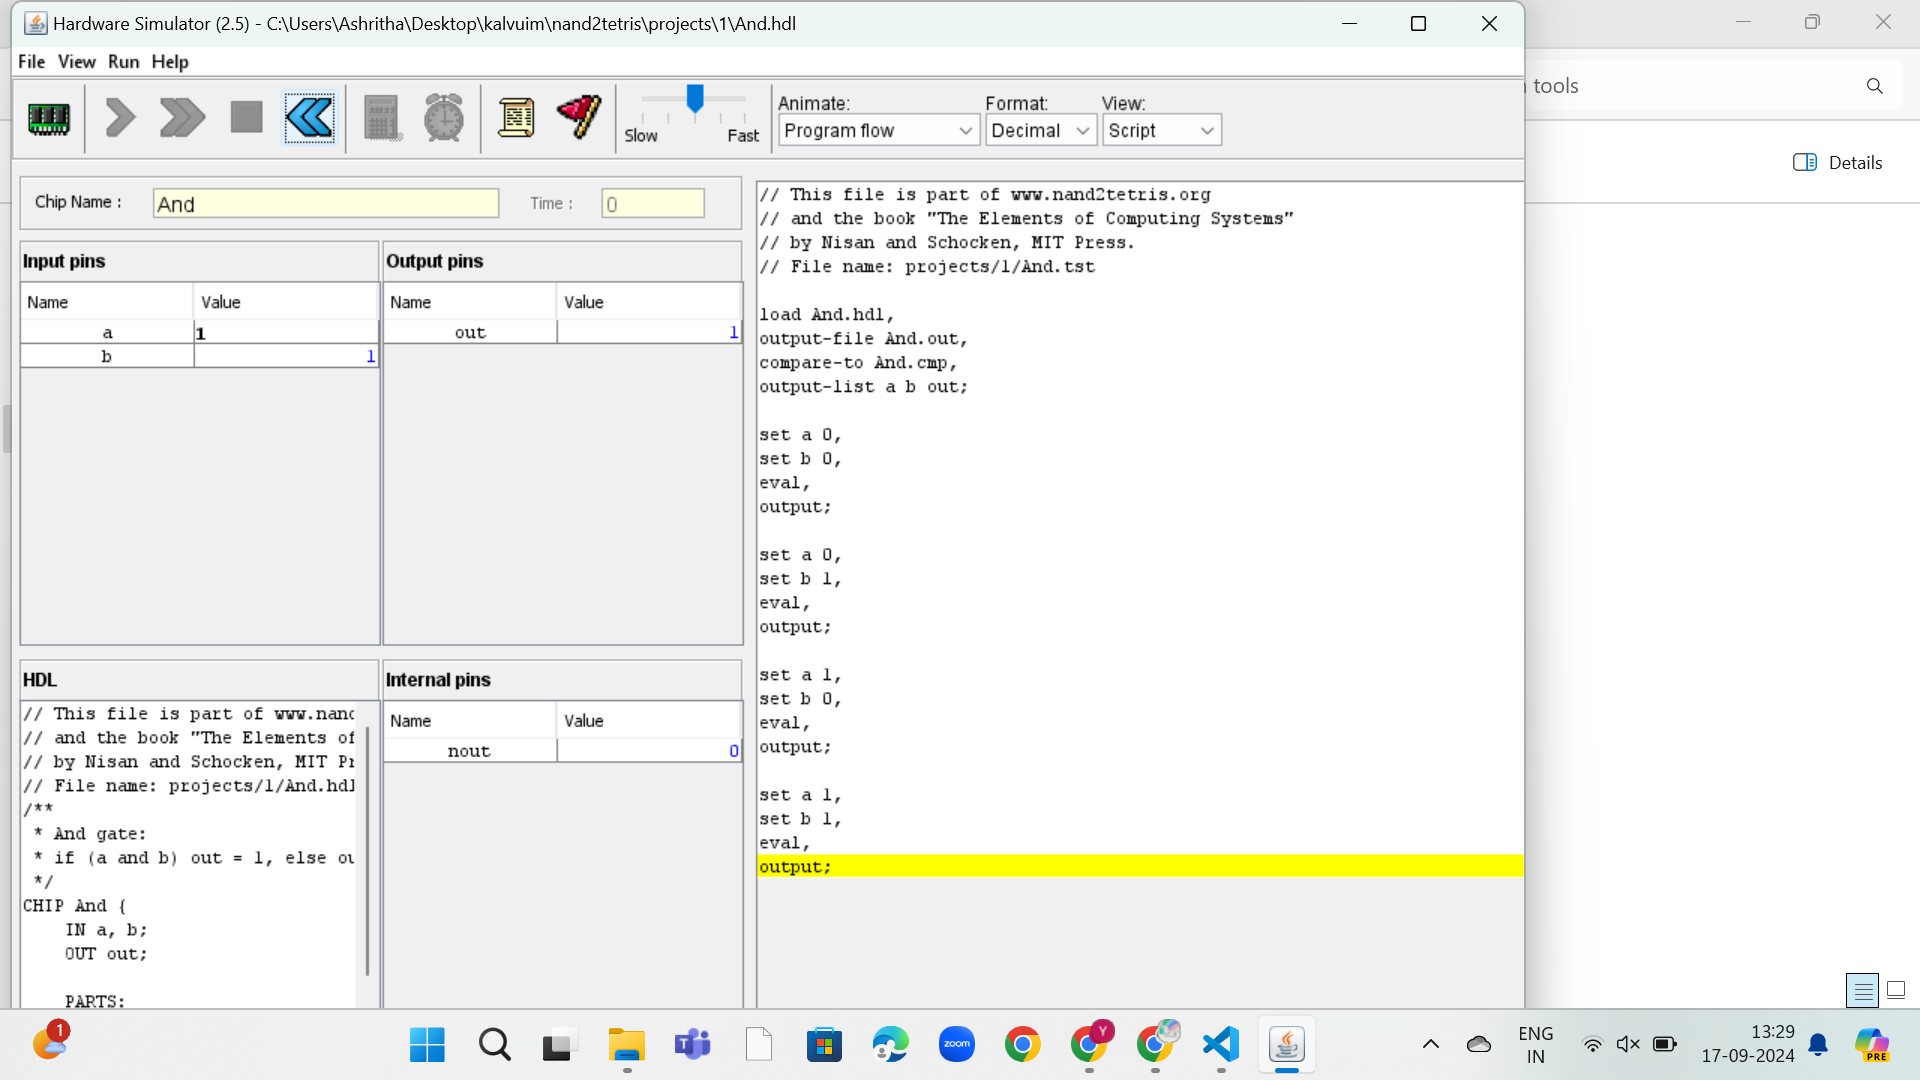 Hardware Simulator (2.5) - C:\Users\Ashritha\Desktop\kalvuim\nand2tetris\projects\1\And.hdl
File View Run Help
tools
Slow Fast
Animate: Format: View:
Program flow Decimal Script
Details
Chip Name : And Time : 0
Input pins
Name Value
a 1
b 1
Output pins
Name Value
out 1
HDL
// This file is part of www.nand
// and the book "The Elements of
// by Nisan and Schocken, MIT Pr
// File name: projects/1/And.hdl
/**
* And gate:
* if (a and b) out = 1, else ou
*/
CHIP And {
IN a, b;
OUT out;
PARTS:
Internal pins
Name Value
nout 0
// This file is part of www.nand2tetris.org
// and the book "The Elements of Computing Systems"
// by Nisan and Schocken, MIT Press.
// File name: projects/1/And.tst
load And.hdl,
output-file And.out,
compare-to And.cmp,
output-list a b out;
set a 0,
set b 0,
eval,
output;
set a 0,
set b 1,
eval,
output;
set a 1,
set b 0,
eval,
output;
set a 1,
set b 1,
eval,
output;
1
T
zoom
Y
ENG
IN
13:29
17-09-2024
PRE